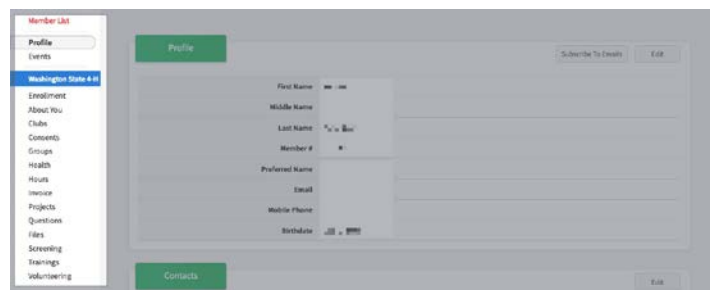 Member List
Profile
Events
Washington State 4-H
Enrollment
About You
Clubs
Consents
Groups
Health
Hours
Invoice
Projects
Questions
Files
Screening
Trainings
Volunteering
Profile
Subscribe To Emails
Edit
First Name
Middle Name
Last Name
Member #
Preferred Name
Email
Mobile Phone
Birthdate
Contacts
Edit